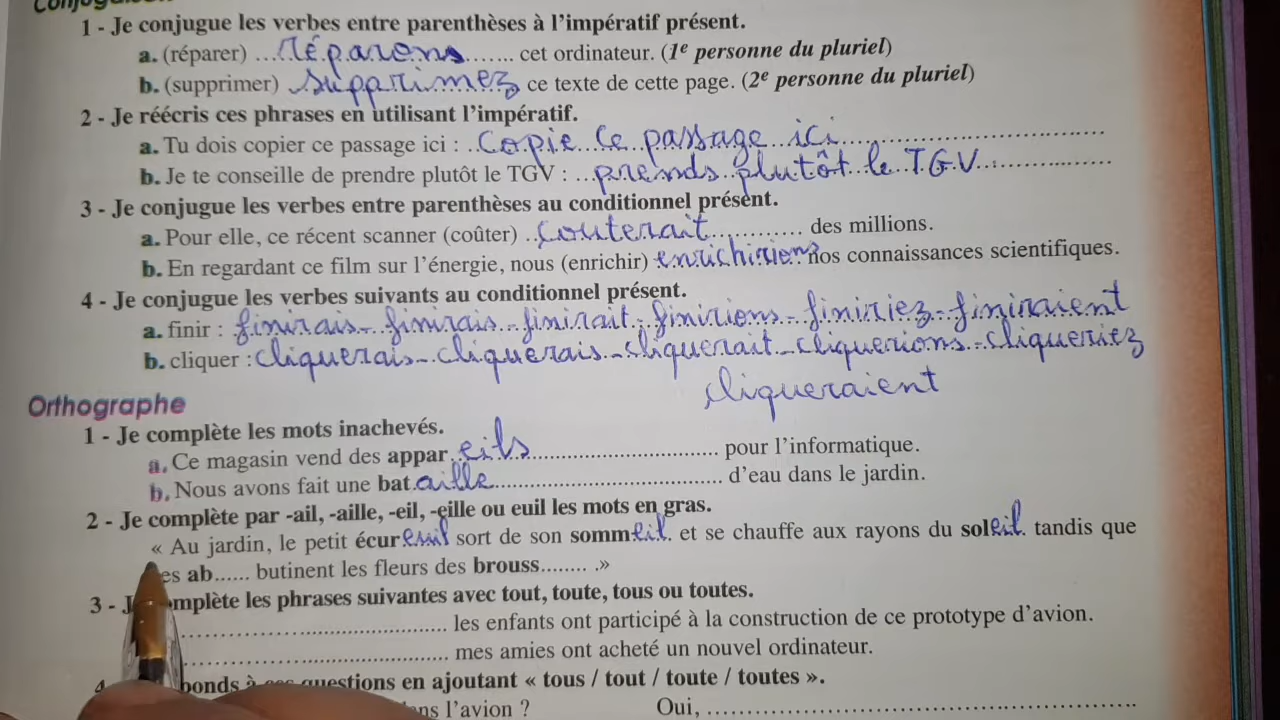 Conjugaison
1 - Je conjugue les verbes entre parenthèses à l'impératif présent.
a. (réparer) ...réparons....... cet ordinateur. (1e personne du pluriel)
b. (supprimer) supprimez ce texte de cette page. (2e personne du pluriel)
2 - Je réécris ces phrases en utilisant l'impératif.
a. Tu dois copier ce passage ici : copie ce passage ici
b. Je te conseille de prendre plutôt le TGV : prends plutôt le TGV.
3 - Je conjugue les verbes entre parenthèses au conditionnel présent.
a. Pour elle, ce récent scanner (coûter) couterait............ des millions.
b. En regardant ce film sur l'énergie, nous (enrichir) enrichirions nos connaissances scientifiques.
4 - Je conjugue les verbes suivants au conditionnel présent.
a. finir : finirais - finirais - finirait - finirions - finiriez - finiraient
b. cliquer : cliquerais - cliquerais - cliquerait - cliquerions - cliqueriez
cliqueraient
Orthographe
1 - Je complète les mots inachevés.
a. Ce magasin vend des appareils.............................. pour l'informatique.
b. Nous avons fait une bataille.............................. d'eau dans le jardin.
2 - Je complète par -ail, -aille, -eil, -eille ou euil les mots en gras.
« Au jardin, le petit écureuil sort de son sommeil. et se chauffe aux rayons du soleil. tandis que
es ab...... butinent les fleurs des brouss........ .»
3 - J mplète les phrases suivantes avec tout, toute, tous ou toutes.
.............................. les enfants ont participé à la construction de ce prototype d'avion.
.............................. mes amies ont acheté un nouvel ordinateur.
4 ponds à ces questions en ajoutant « tous / tout / toute / toutes ».
ns l'avion ? Oui, ..............................